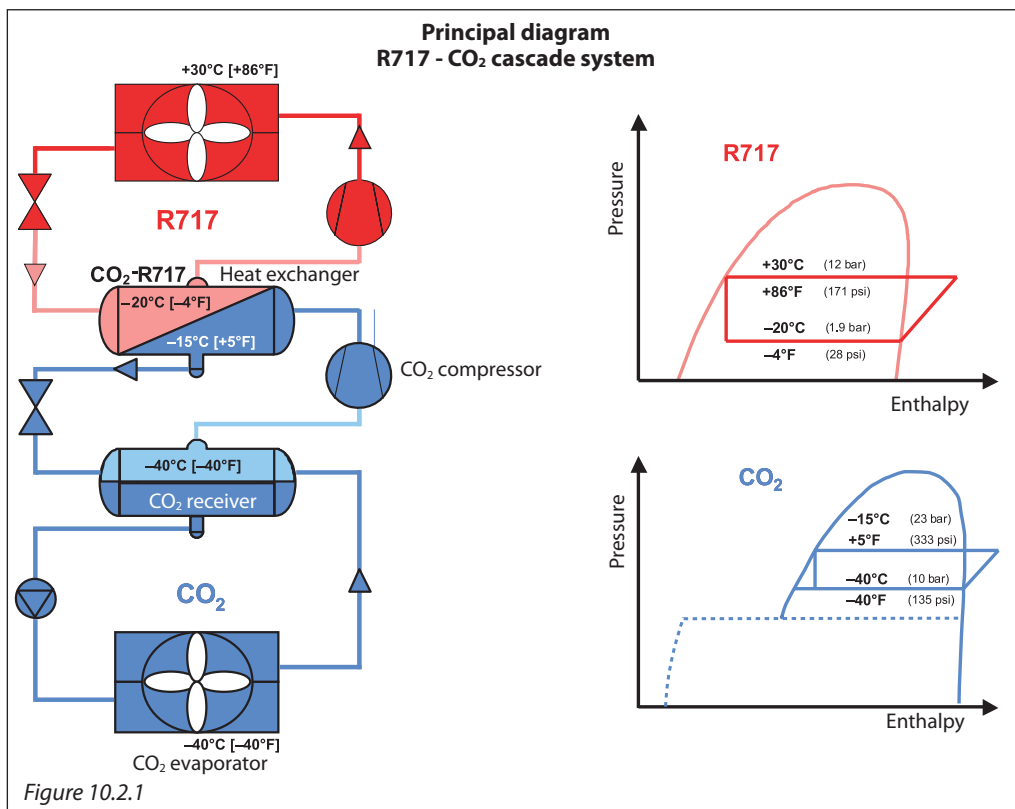 Principal diagram
R717 - CO₂ cascade system
+30°C [+86°F]
R717
CO₂-R717 Heat exchanger
–20°C [–4°F]
–15°C [+5°F]
CO₂ compressor
–40°C [–40°F]
CO₂ receiver
CO₂
–40°C [–40°F]
CO₂ evaporator
Figure 10.2.1
Pressure
R717
+30°C (12 bar)
+86°F (171 psi)
–20°C (1.9 bar)
–4°F (28 psi)
Enthalpy
Pressure
CO₂
–15°C (23 bar)
+5°F (333 psi)
–40°C (10 bar)
–40°F (135 psi)
Enthalpy